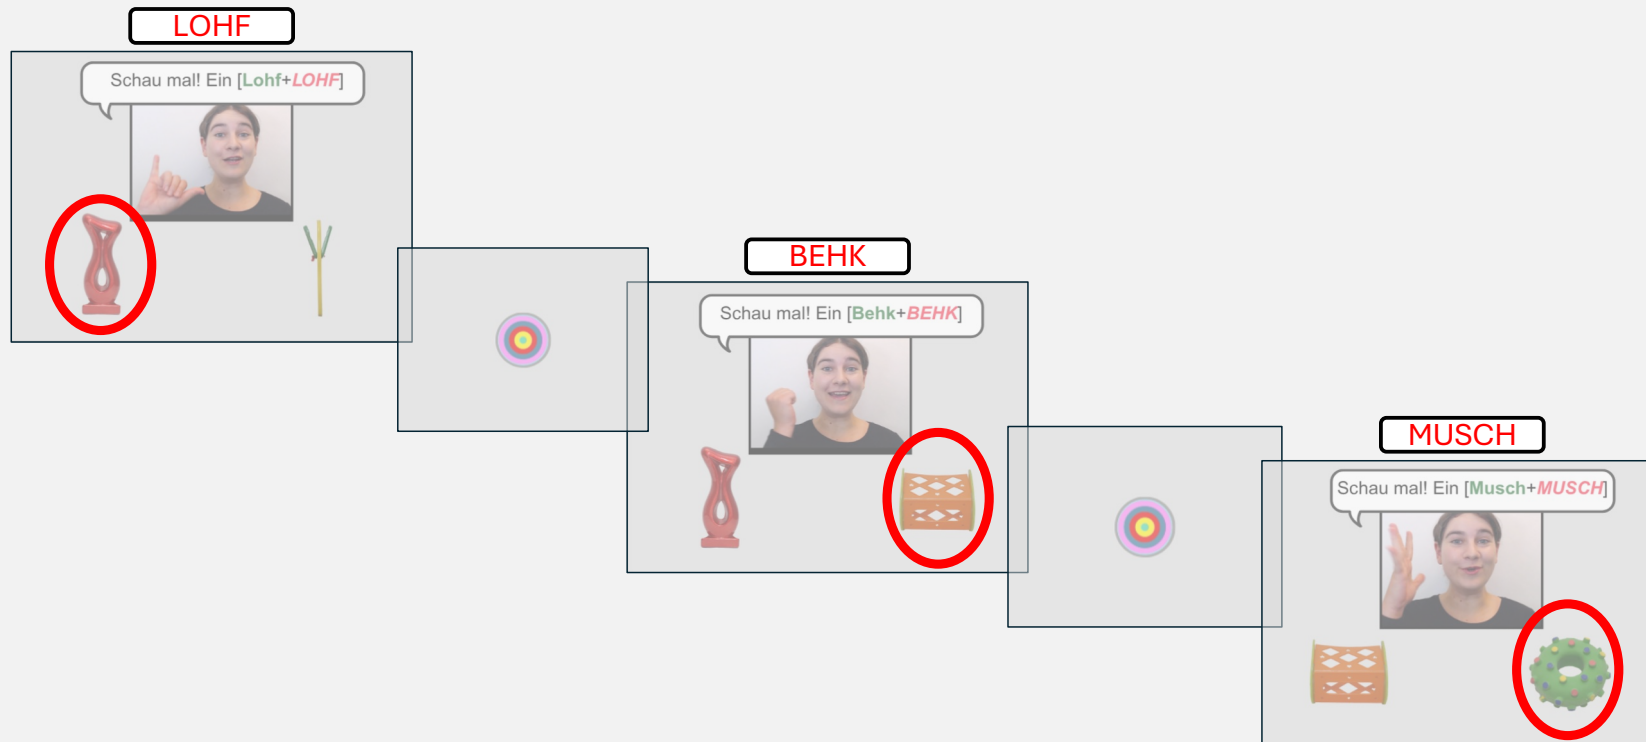 LOHF
Schau mal! Ein [Lohf+LOHF]
BEHK
Schau mal! Ein [Behk+BEHK]
MUSCH
Schau mal! Ein [Musch+MUSCH]